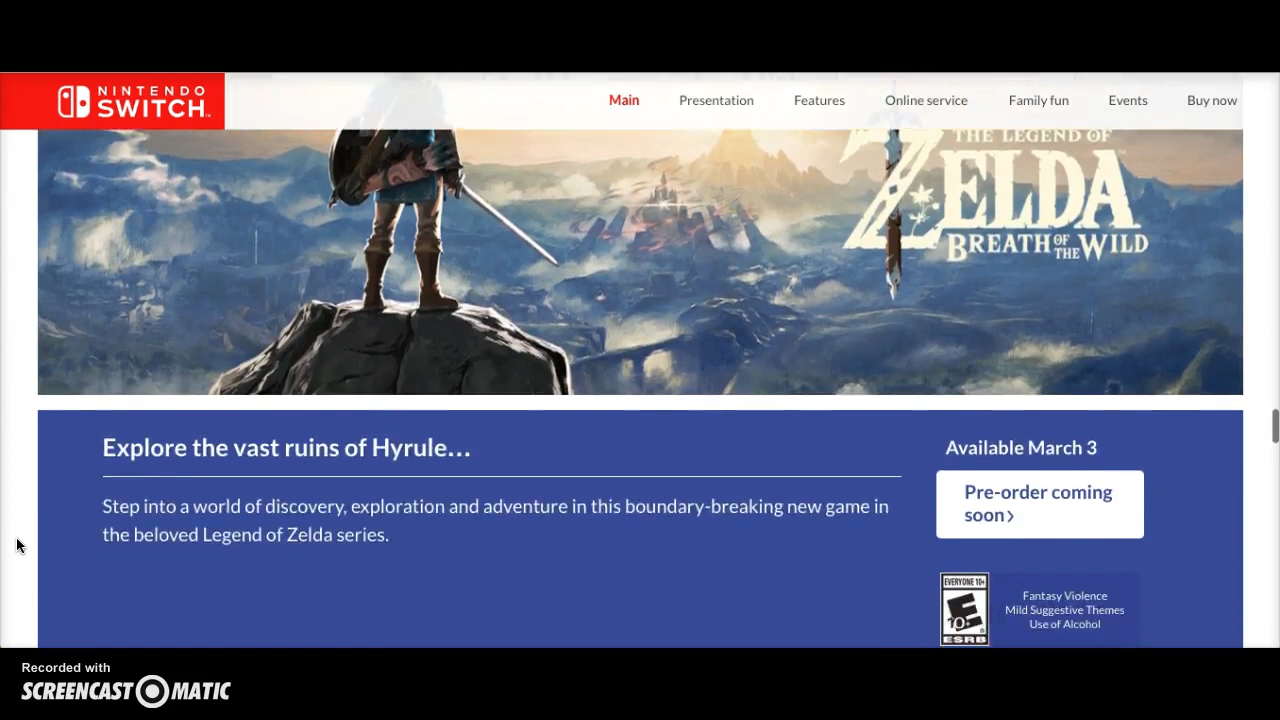 NINTENDO
SWITCH
Main Presentation Features Online service Family fun Events Buy now
THE LEGEND OF
ZELDA
BREATH OF THE WILD
Explore the vast ruins of Hyrule...
Available March 3
Step into a world of discovery, exploration and adventure in this boundary-breaking new game in
the beloved Legend of Zelda series.
Pre-order coming
soon›
EVERYONE 10+
E
10+
ESRB
Fantasy Violence
Mild Suggestive Themes
Use of Alcohol
Recorded with
SCREENCAST O MATIC